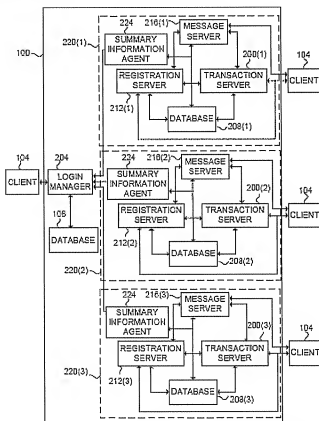 100
224
216(1)
MESSAGE SERVER
220(1)
SUMMARY INFORMATION AGENT
200(1)
104
REGISTRATION SERVER
TRANSACTION SERVER
CLIENT
212(1)
DATABASE
208(1)
224
216(2)
MESSAGE SERVER
104
204
CLIENT
LOGIN MANAGER
SUMMARY INFORMATION AGENT
200(2)
104
REGISTRATION SERVER
TRANSACTION SERVER
CLIENT
DATABASE
212(2)
DATABASE
208(2)
220(2)
224
216(3)
MESSAGE SERVER
SUMMARY INFORMATION AGENT
200(3)
104
REGISTRATION SERVER
TRANSACTION SERVER
CLIENT
220(3)
212(3)
DATABASE
208(3)